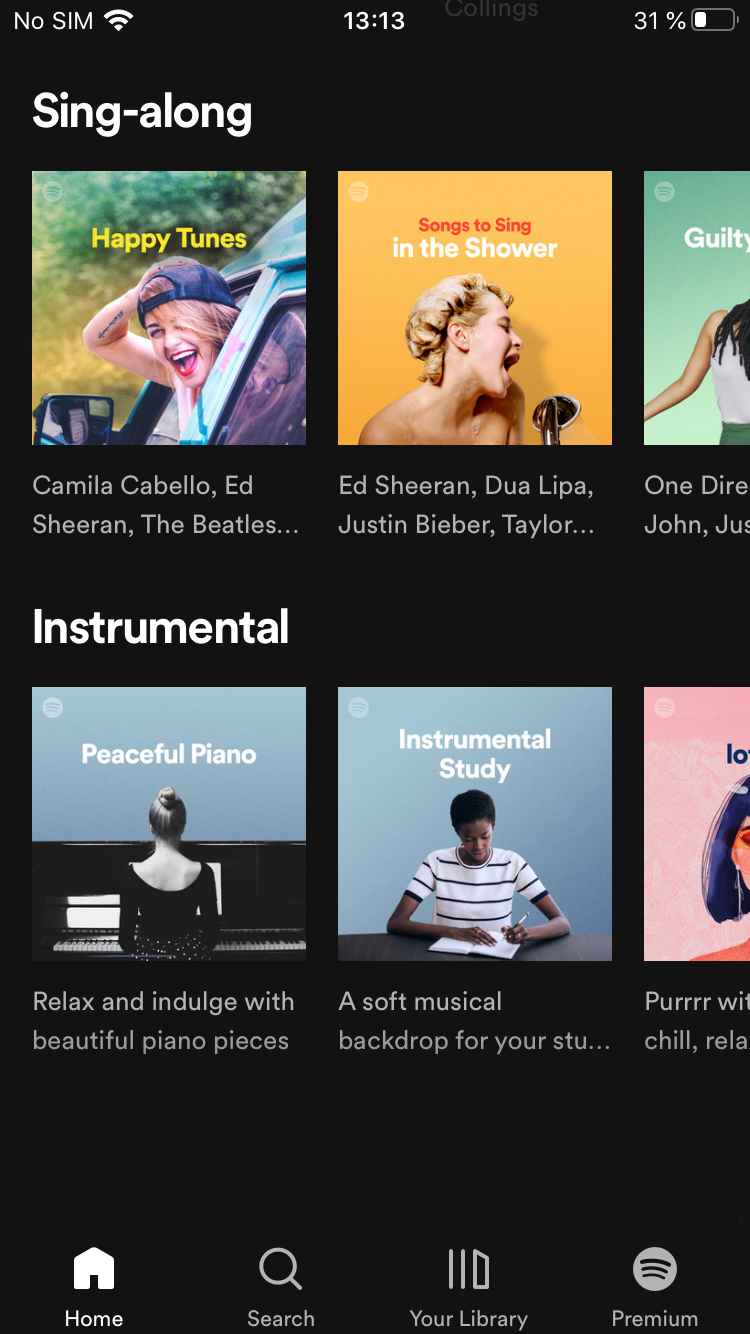 Collings
No SIM 13:13 31 %
Sing-along
Happy Tunes
Songs to Sing
in the Shower
Guilty
Camila Cabello, Ed
Sheeran, The Beatles...
Ed Sheeran, Dua Lipa,
Justin Bieber, Taylor...
One Dire
John, Jus
Instrumental
Peaceful Piano
Instrumental
Study
lo
Relax and indulge with
beautiful piano pieces
A soft musical
backdrop for your stu...
Purrrr wit
chill, rela
Home Search Your Library Premium